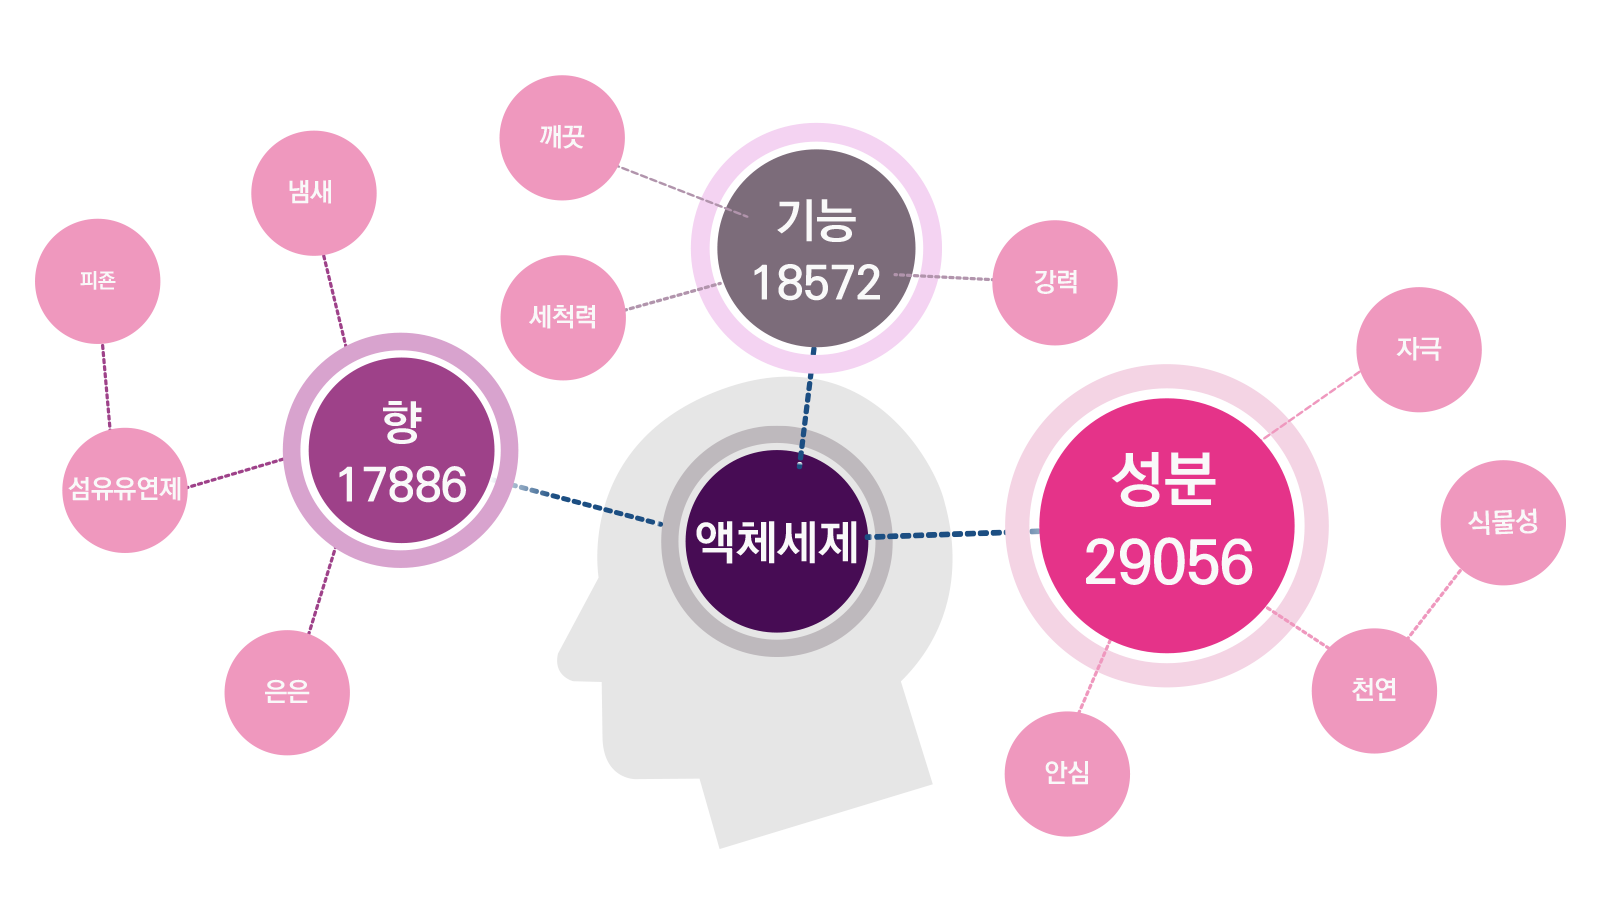 깨끗
냄새
기능
18572
피죤
세척력
강력
자극
향
17886
섬유유연제
액체세제
성분
29056
식물성
은은
천연
안심